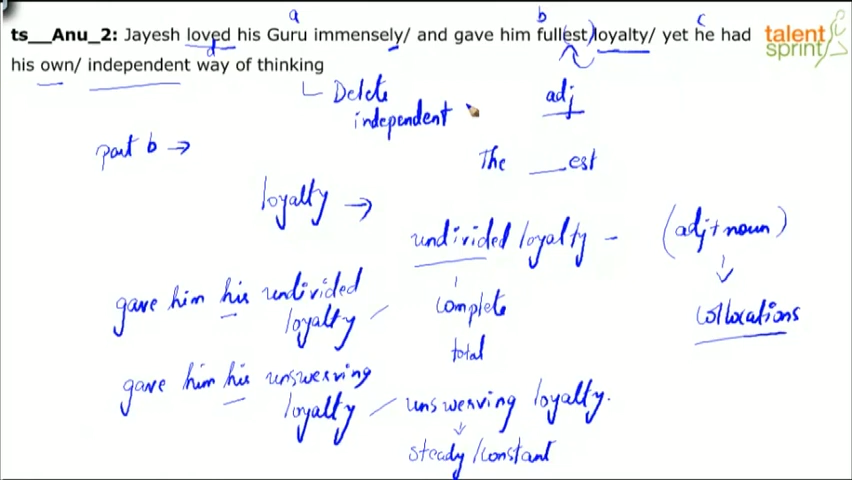 a b c
ts__Anu_2: Jayesh loved his Guru immensely/ and gave him fullest loyalty/ yet he had
talent
sprint
d
his own/ independent way of thinking
Delete
independent
adj
part b →
The ___est
loyalty →
undivided loyalty – (adj + noun)
gave him his undivided
loyalty
complete
total
collocations
gave him his unswerving
loyalty
unswerving loyalty.
steady/constant